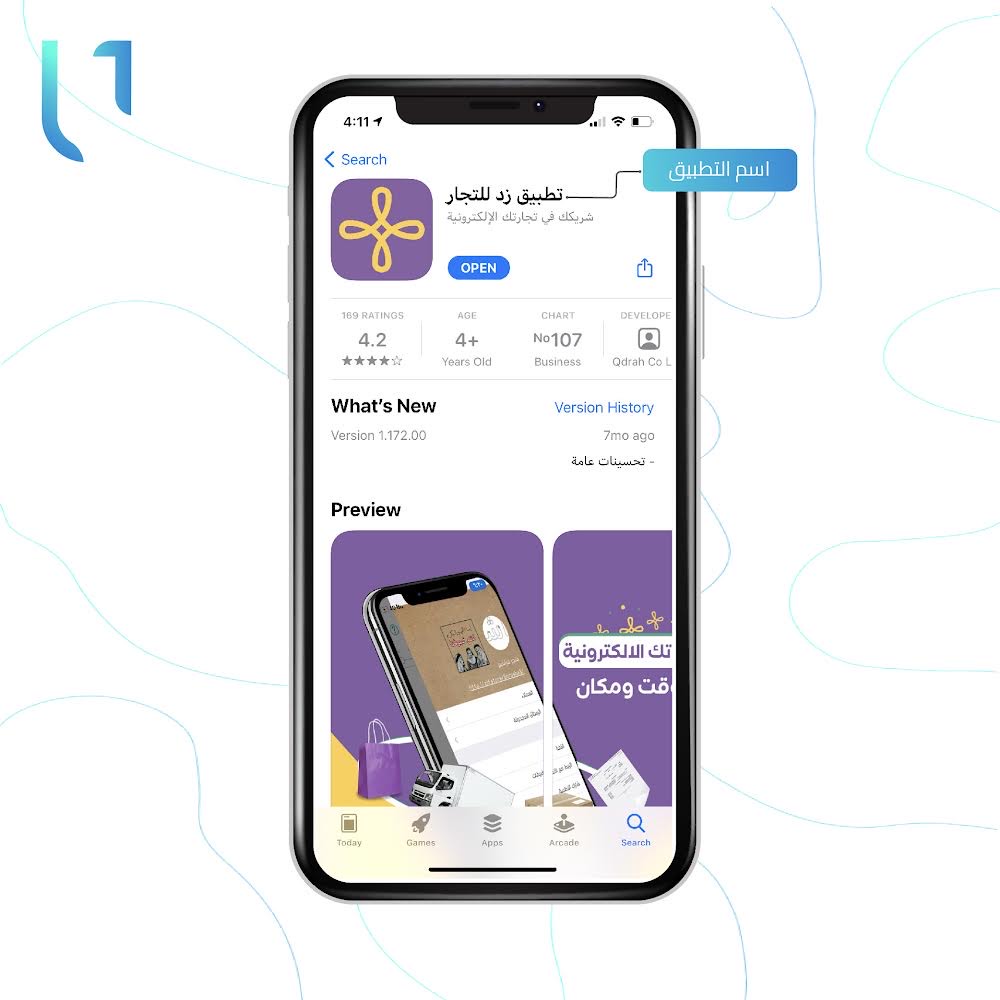 4:11
Search
اسم التطبيق
تطبيق زد للتجار
شريكك في تجارتك الإلكترونية
OPEN
169 RATINGS
4.2
AGE
4+
Years Old
CHART
No107
Business
DEVELOPE
Qdrah Co L
What's New
Version History
Version 1.172.00
7mo ago
- تحسينات عامة
Preview
تك الالكترونية
وقت ومكان
Today
Games
Apps
Arcade
Search